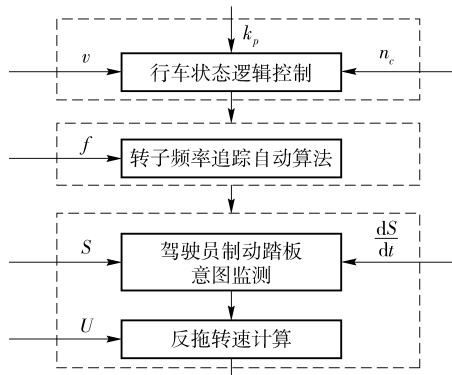 k_p
v
行车状态逻辑控制
n_c
f
转子频率追踪自动算法
S
驾驶员制动踏板
意图监测
dS
dt
U
反拖转速计算